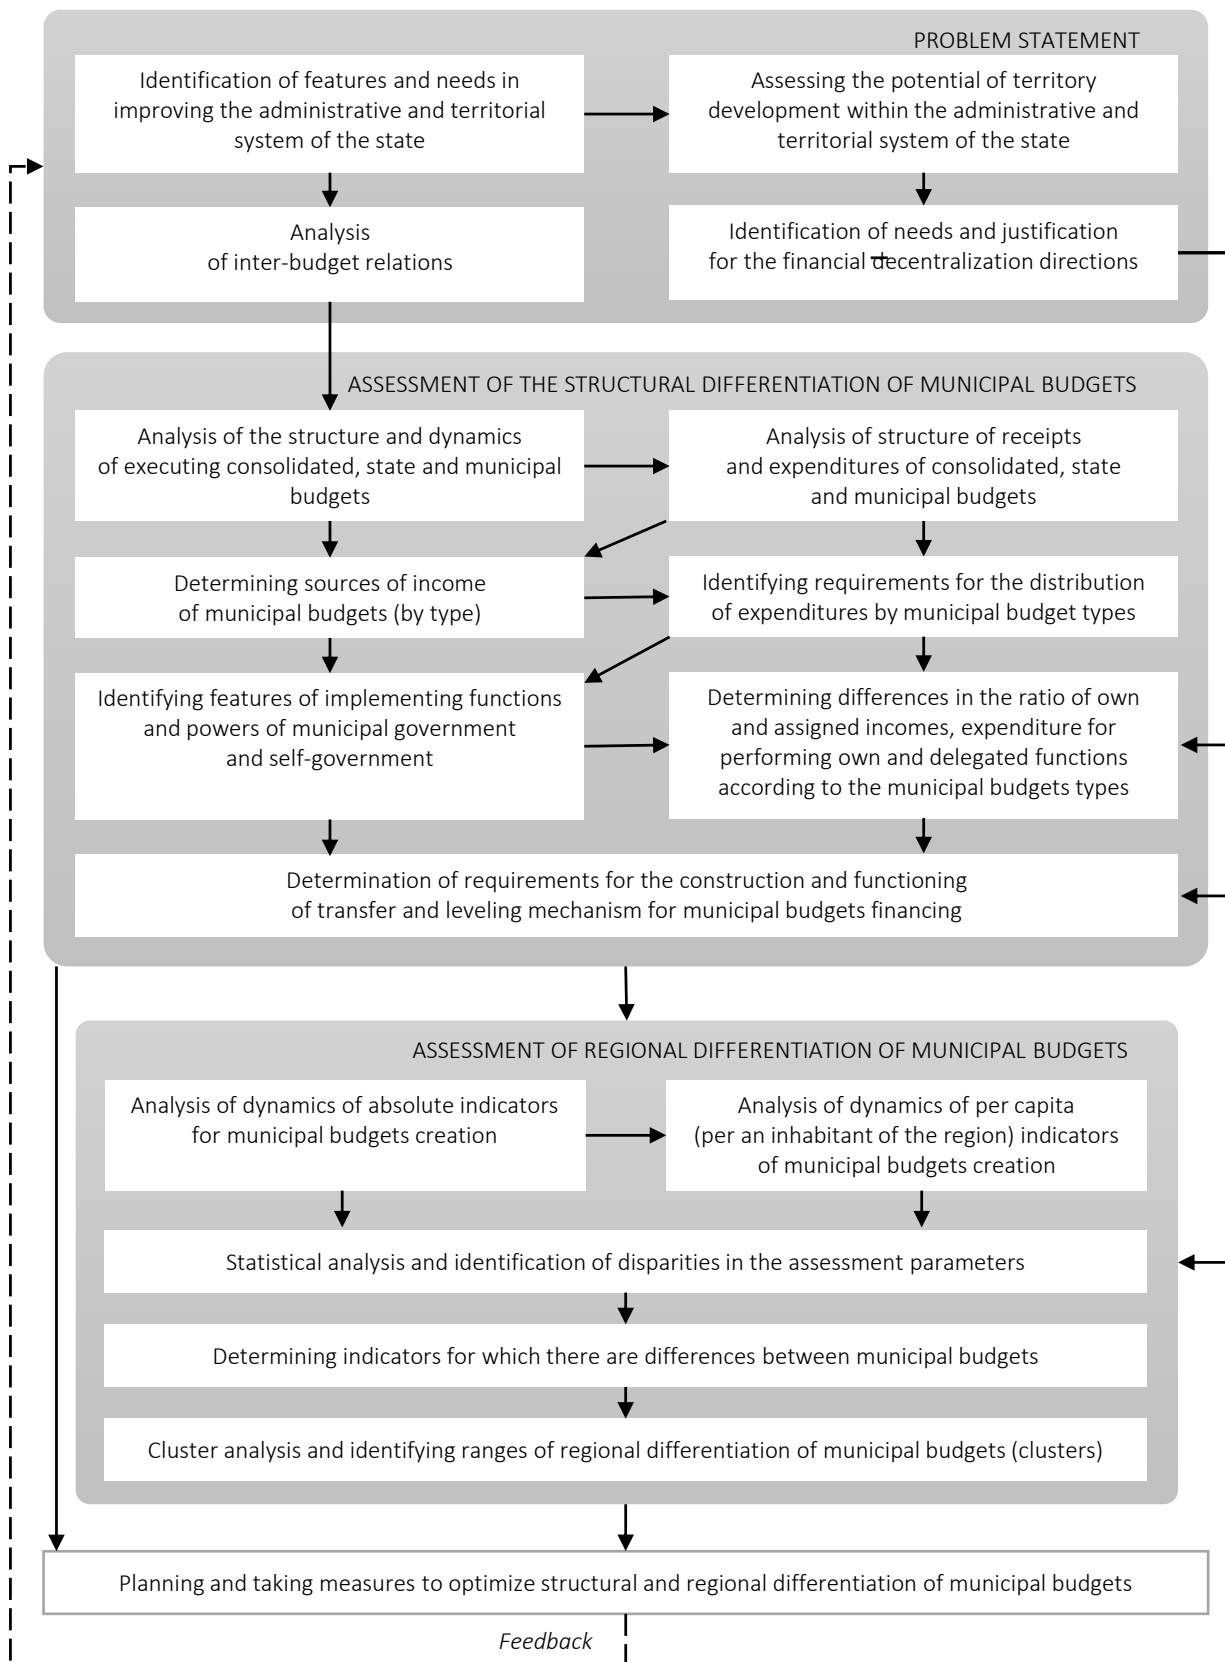 PROBLEM STATEMENT
Identification of features and needs in
improving the administrative and territorial
system of the state
Assessing the potential of territory
development within the administrative and
territorial system of the state
Analysis
of inter-budget relations
Identification of needs and justification
for the financial decentralization directions
ASSESSMENT OF THE STRUCTURAL DIFFERENTIATION OF MUNICIPAL BUDGETS
Analysis of the structure and dynamics
of executing consolidated, state and municipal
budgets
Analysis of structure of receipts
and expenditures of consolidated, state
and municipal budgets
Determining sources of income
of municipal budgets (by type)
Identifying requirements for the distribution
of expenditures by municipal budget types
Identifying features of implementing functions
and powers of municipal government
and self-government
Determining differences in the ratio of own
and assigned incomes, expenditure for
performing own and delegated functions
according to the municipal budgets types
Determination of requirements for the construction and functioning
of transfer and leveling mechanism for municipal budgets financing
ASSESSMENT OF REGIONAL DIFFERENTIATION OF MUNICIPAL BUDGETS
Analysis of dynamics of absolute indicators
for municipal budgets creation
Analysis of dynamics of per capita
(per an inhabitant of the region) indicators
of municipal budgets creation
Statistical analysis and identification of disparities in the assessment parameters
Determining indicators for which there are differences between municipal budgets
Cluster analysis and identifying ranges of regional differentiation of municipal budgets (clusters)
Planning and taking measures to optimize structural and regional differentiation of municipal budgets
Feedback